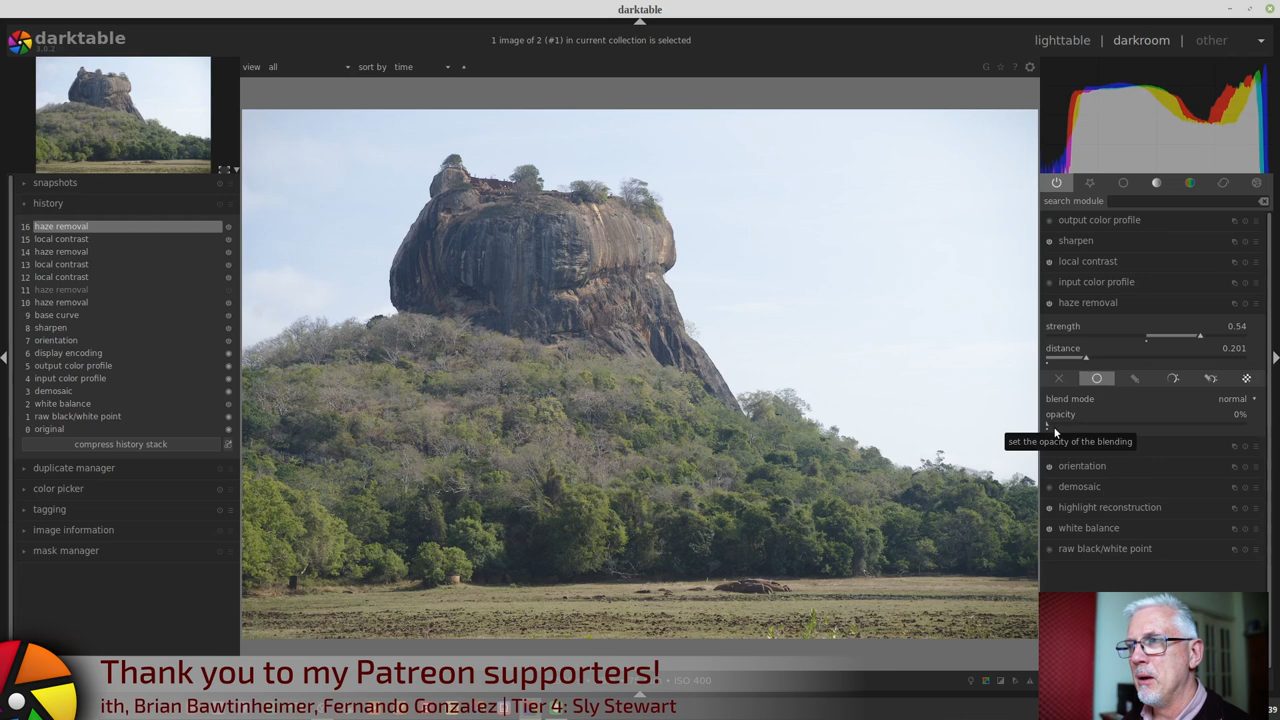 darktable
darktable
3.0.2
1 image of 2 (#1) in current collection is selected
lighttable | darkroom | other
view all sort by time
G ☆ ?
snapshots
history
16 haze removal
15 local contrast
14 haze removal
13 local contrast
12 local contrast
11 haze removal
10 haze removal
9 base curve
8 sharpen
7 orientation
6 display encoding
5 output color profile
4 input color profile
3 demosaic
2 white balance
1 raw black/white point
0 original
compress history stack
duplicate manager
color picker
tagging
image information
mask manager
search module
output color profile
sharpen
local contrast
input color profile
haze removal
strength 0.54
distance 0.201
blend mode normal
opacity 0%
set the opacity of the blending
orientation
demosaic
highlight reconstruction
white balance
raw black/white point
ISO 400
Thank you to my Patreon supporters!
ith, Brian Bawtinheimer, Fernando Gonzalez | Tier 4: Sly Stewart
39